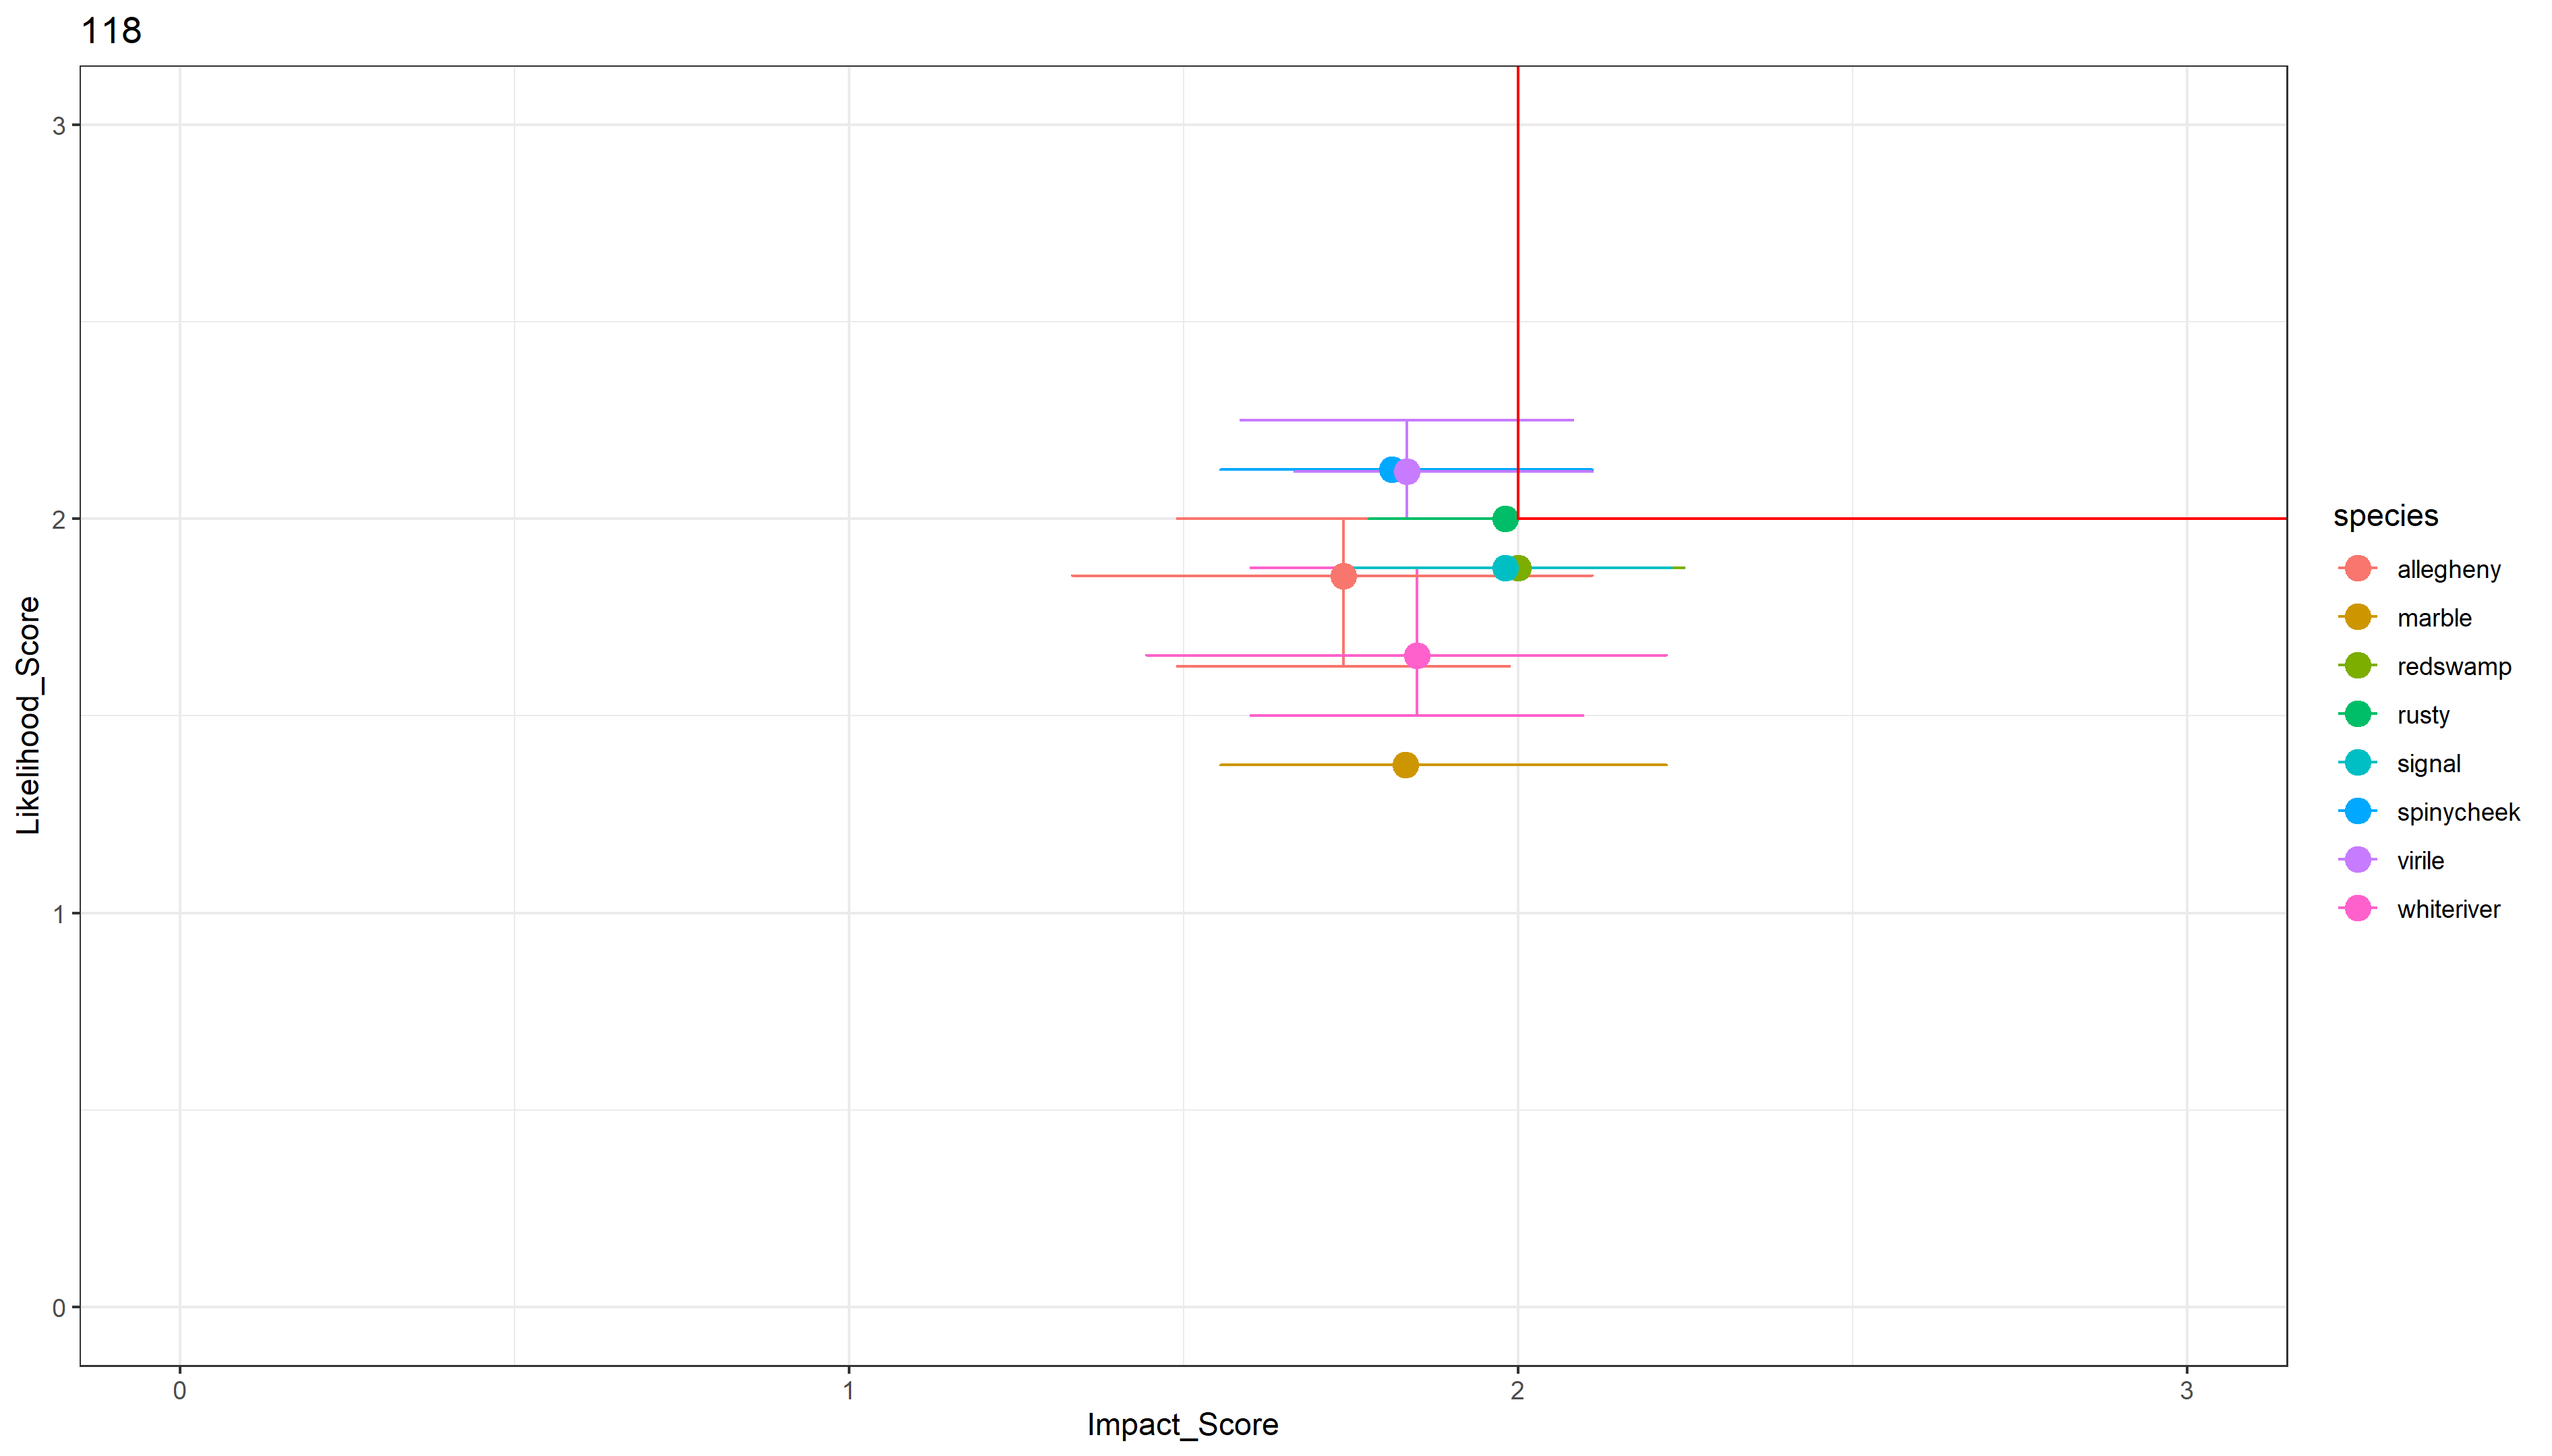 118
Likelihood_Score
3
2
1
0
0
1
2
3
Impact_Score
species
allegheny
marble
redswamp
rusty
signal
spinycheek
virile
whiteriver